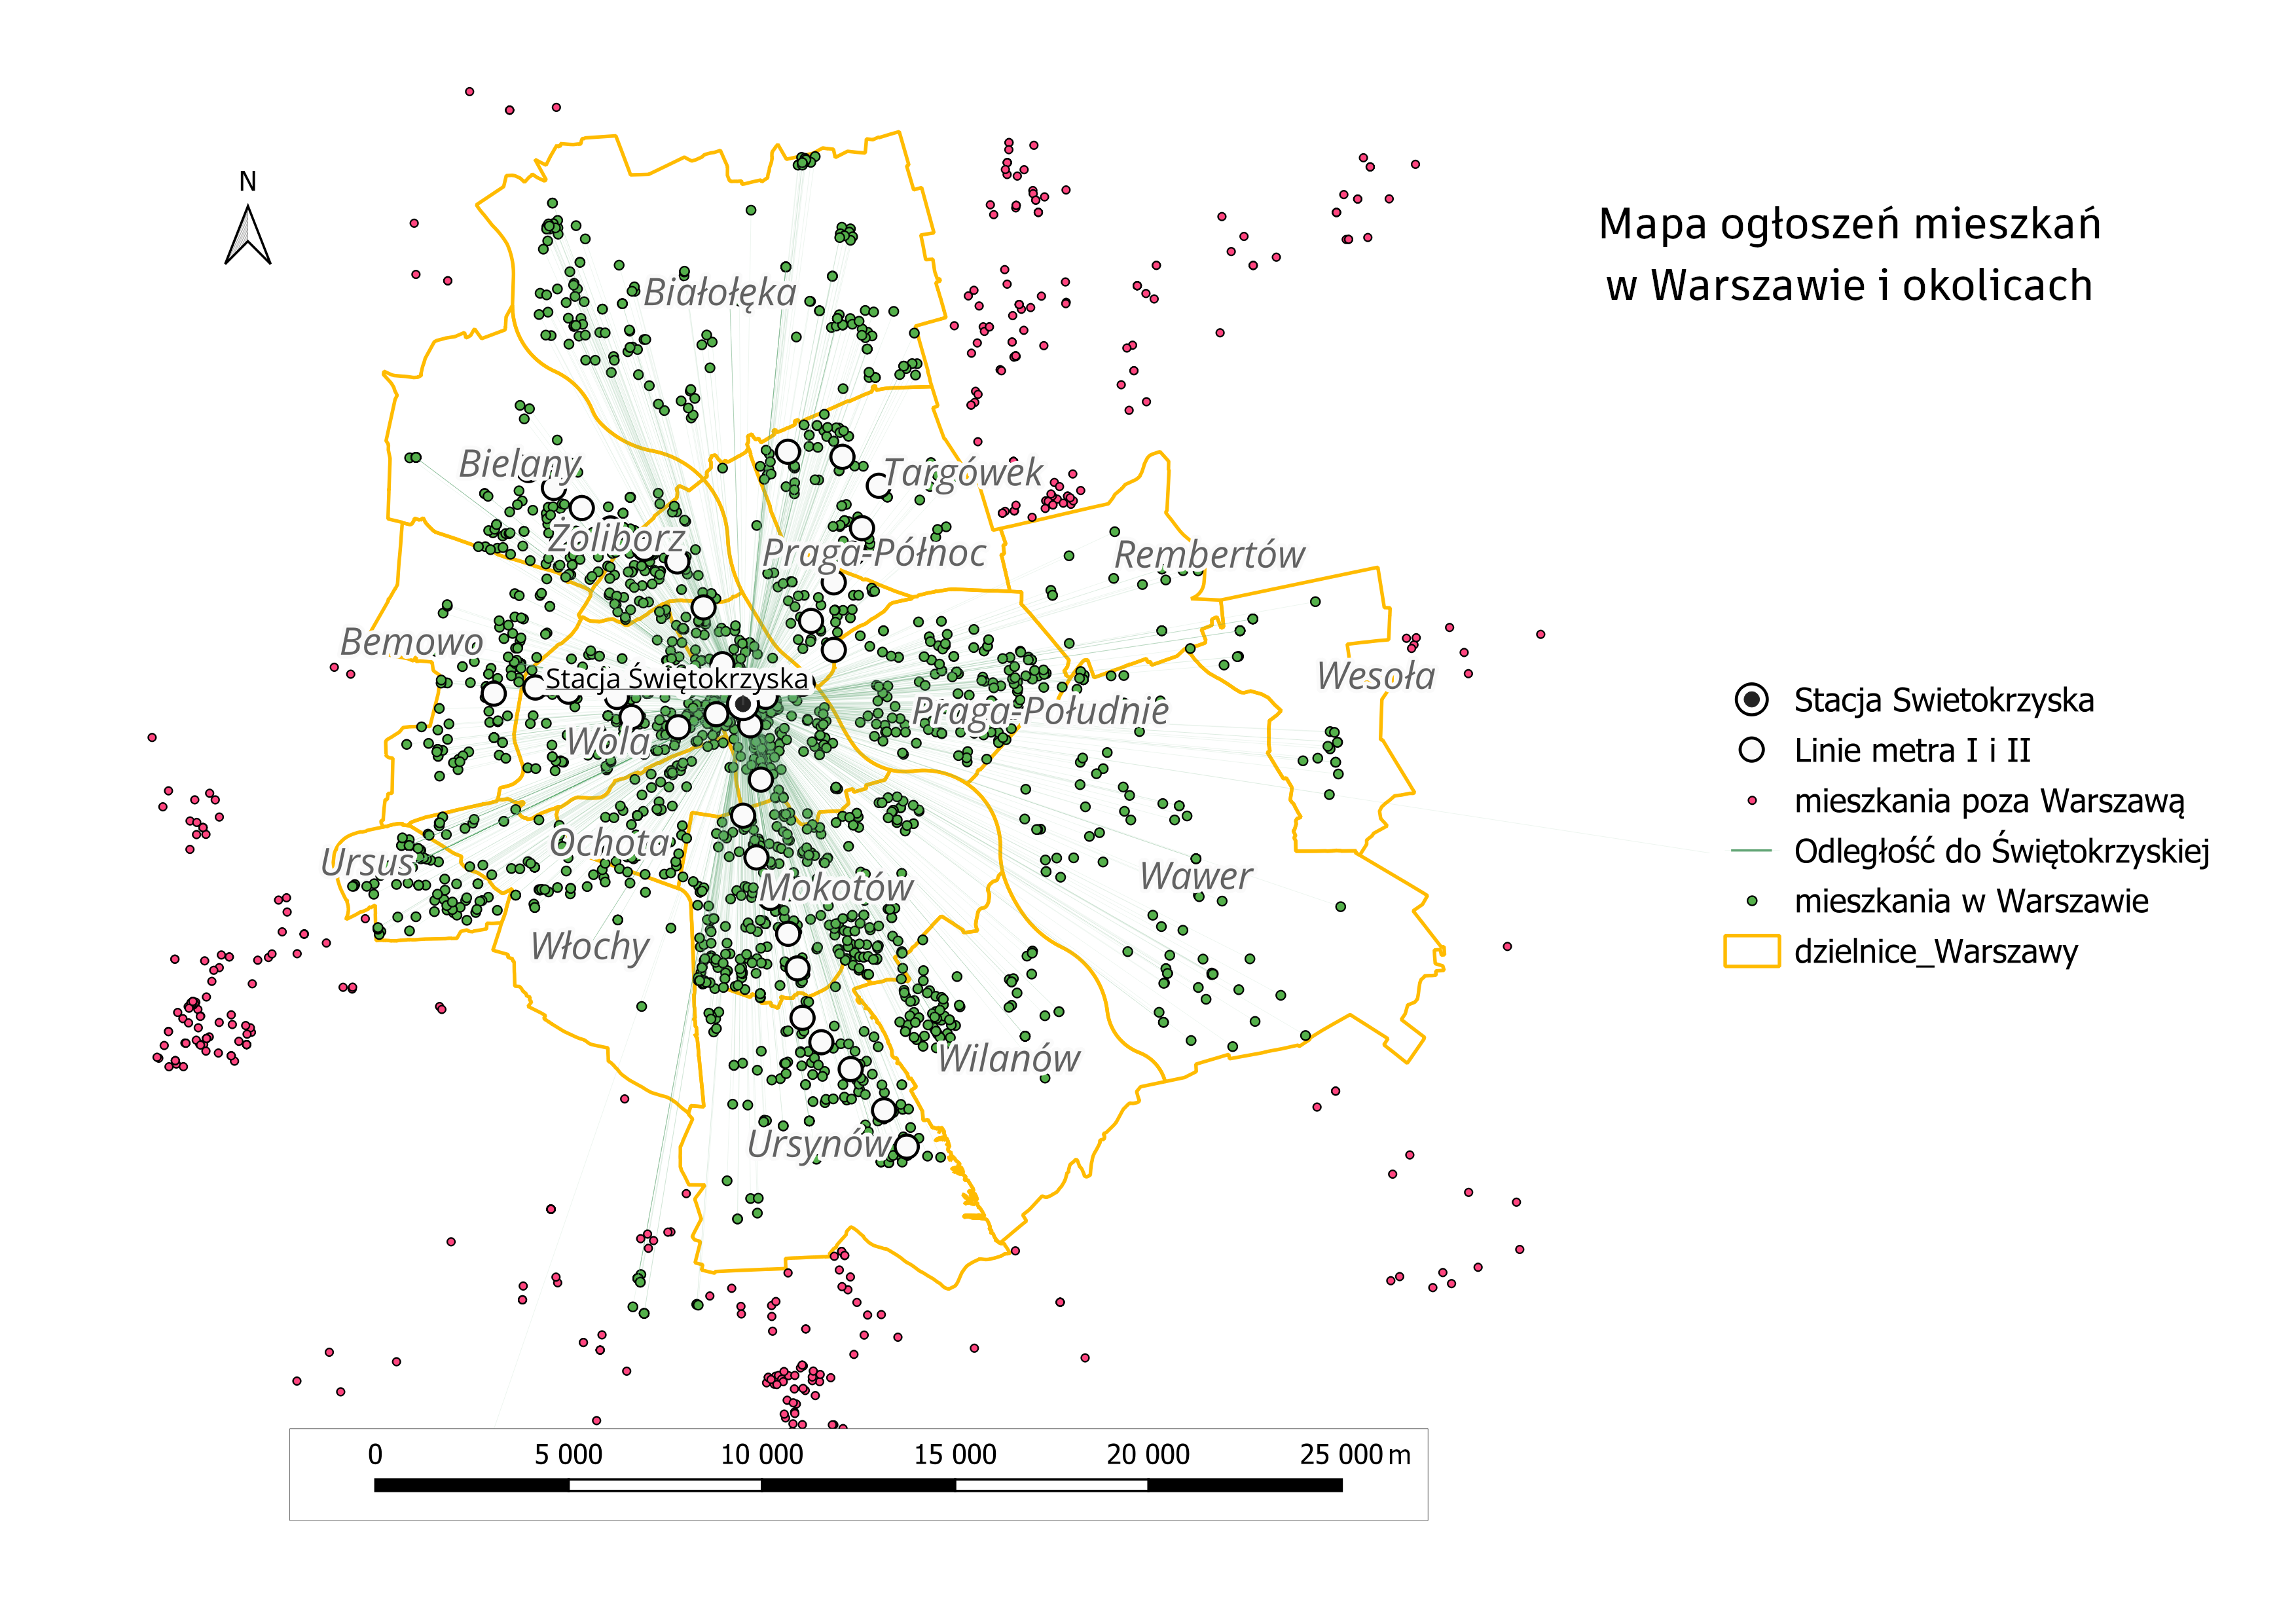 N
Mapa ogłoszeń mieszkań
w Warszawie i okolicach
Białołęka
Bielany
Targówek
Żoliborz
Praga-Północ
Rembertów
Bemowo
Stacja Świętokrzyska
Wesoła
Praga-Południe
Wola
Ochota
Ursus
Mokotów
Wawer
Włochy
Wilanów
Ursynów
Stacja Swietokrzyska
Linie metra I i II
mieszkania poza Warszawą
Odległość do Świętokrzyskiej
mieszkania w Warszawie
dzielnice_Warszawy
0 5 000 10 000 15 000 20 000 25 000 m